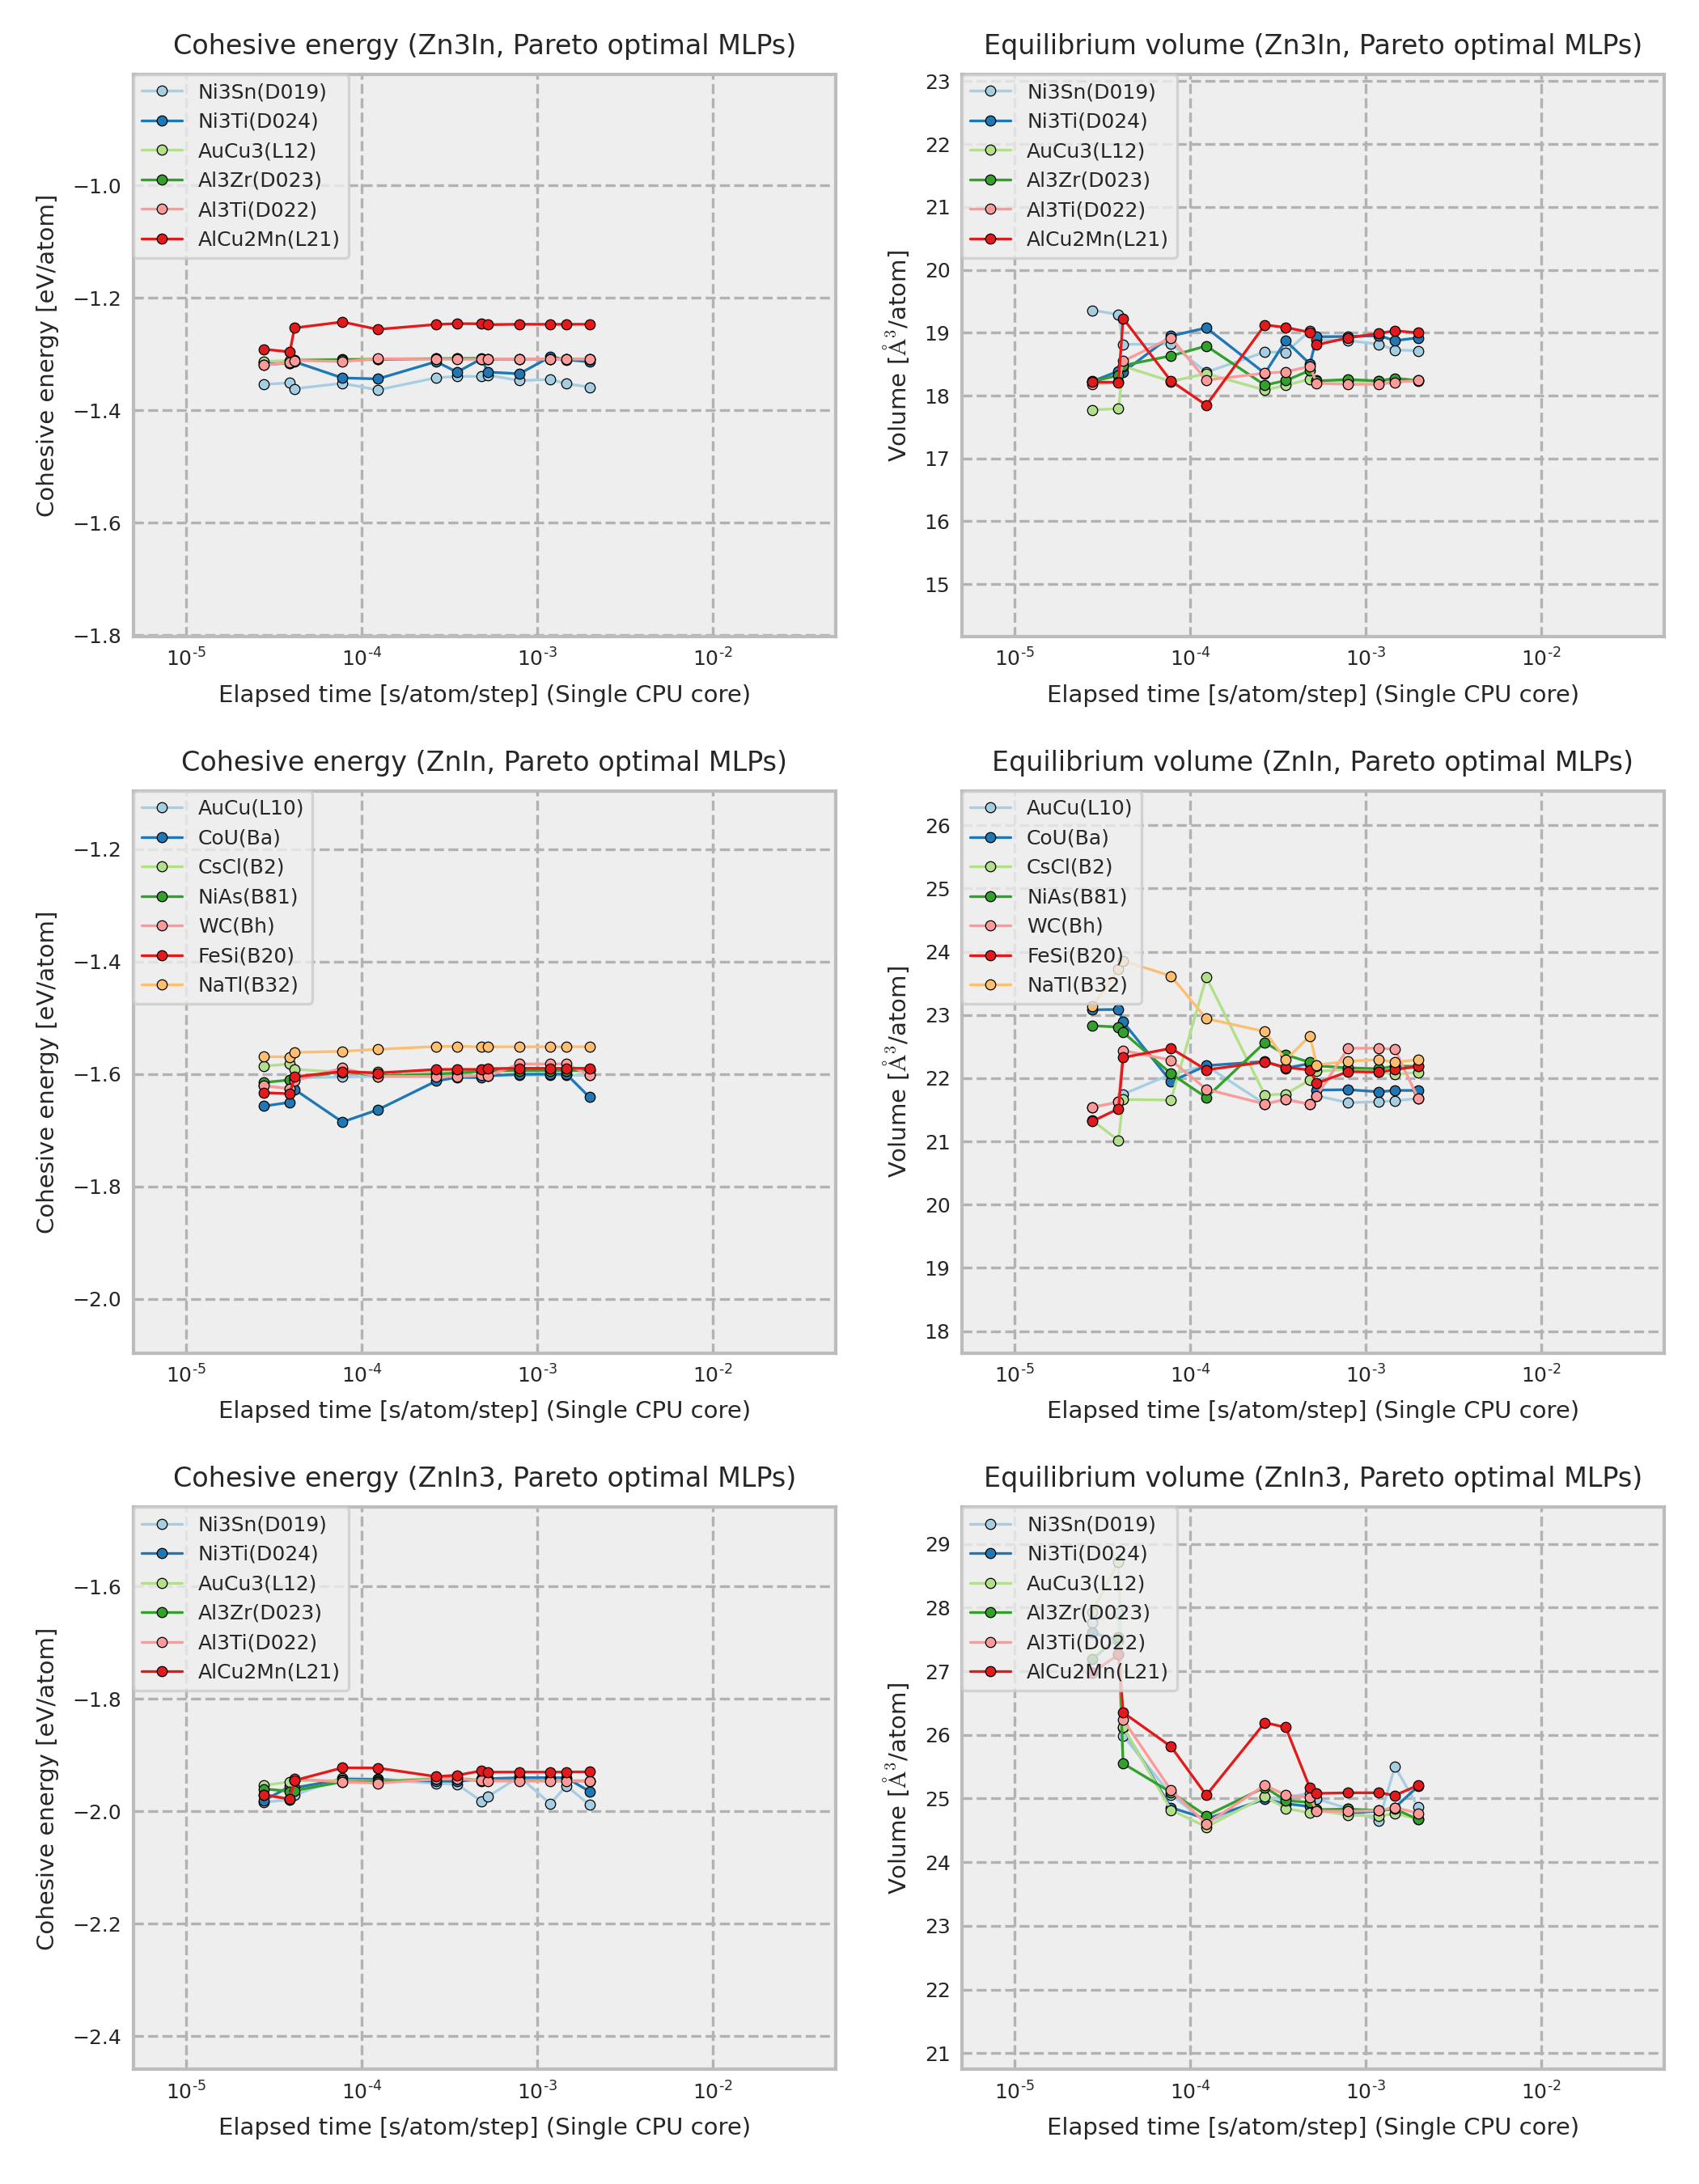 Cohesive energy (Zn3In, Pareto optimal MLPs)
Ni3Sn(D019)
Ni3Ti(D024)
AuCu3(L12)
Al3Zr(D023)
Al3Ti(D022)
AlCu2Mn(L21)
−1.0
−1.2
−1.4
−1.6
−1.8
Cohesive energy [eV/atom]
10-5 10-4 10-3 10-2
Elapsed time [s/atom/step] (Single CPU core)
Equilibrium volume (Zn3In, Pareto optimal MLPs)
Ni3Sn(D019)
Ni3Ti(D024)
AuCu3(L12)
Al3Zr(D023)
Al3Ti(D022)
AlCu2Mn(L21)
23
22
21
20
19
18
17
16
15
Volume [Å3/atom]
10-5 10-4 10-3 10-2
Elapsed time [s/atom/step] (Single CPU core)
Cohesive energy (ZnIn, Pareto optimal MLPs)
AuCu(L10)
CoU(Ba)
CsCl(B2)
NiAs(B81)
WC(Bh)
FeSi(B20)
NaTl(B32)
−1.2
−1.4
−1.6
−1.8
−2.0
Cohesive energy [eV/atom]
10-5 10-4 10-3 10-2
Elapsed time [s/atom/step] (Single CPU core)
Equilibrium volume (ZnIn, Pareto optimal MLPs)
AuCu(L10)
CoU(Ba)
CsCl(B2)
NiAs(B81)
WC(Bh)
FeSi(B20)
NaTl(B32)
26
25
24
23
22
21
20
19
18
Volume [Å3/atom]
10-5 10-4 10-3 10-2
Elapsed time [s/atom/step] (Single CPU core)
Cohesive energy (ZnIn3, Pareto optimal MLPs)
Ni3Sn(D019)
Ni3Ti(D024)
AuCu3(L12)
Al3Zr(D023)
Al3Ti(D022)
AlCu2Mn(L21)
−1.6
−1.8
−2.0
−2.2
−2.4
Cohesive energy [eV/atom]
10-5 10-4 10-3 10-2
Elapsed time [s/atom/step] (Single CPU core)
Equilibrium volume (ZnIn3, Pareto optimal MLPs)
Ni3Sn(D019)
Ni3Ti(D024)
AuCu3(L12)
Al3Zr(D023)
Al3Ti(D022)
AlCu2Mn(L21)
29
28
27
26
25
24
23
22
21
Volume [Å3/atom]
10-5 10-4 10-3 10-2
Elapsed time [s/atom/step] (Single CPU core)